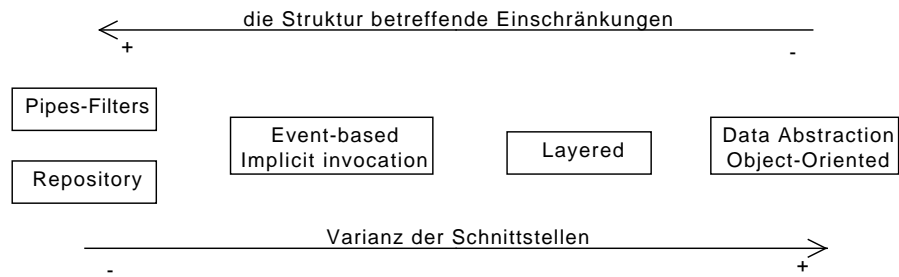 die Struktur betreffende Einschränkungen
+
-
Pipes-Filters
Repository
Event-based
Implicit invocation
Layered
Data Abstraction
Object-Oriented
Varianz der Schnittstellen
-
+